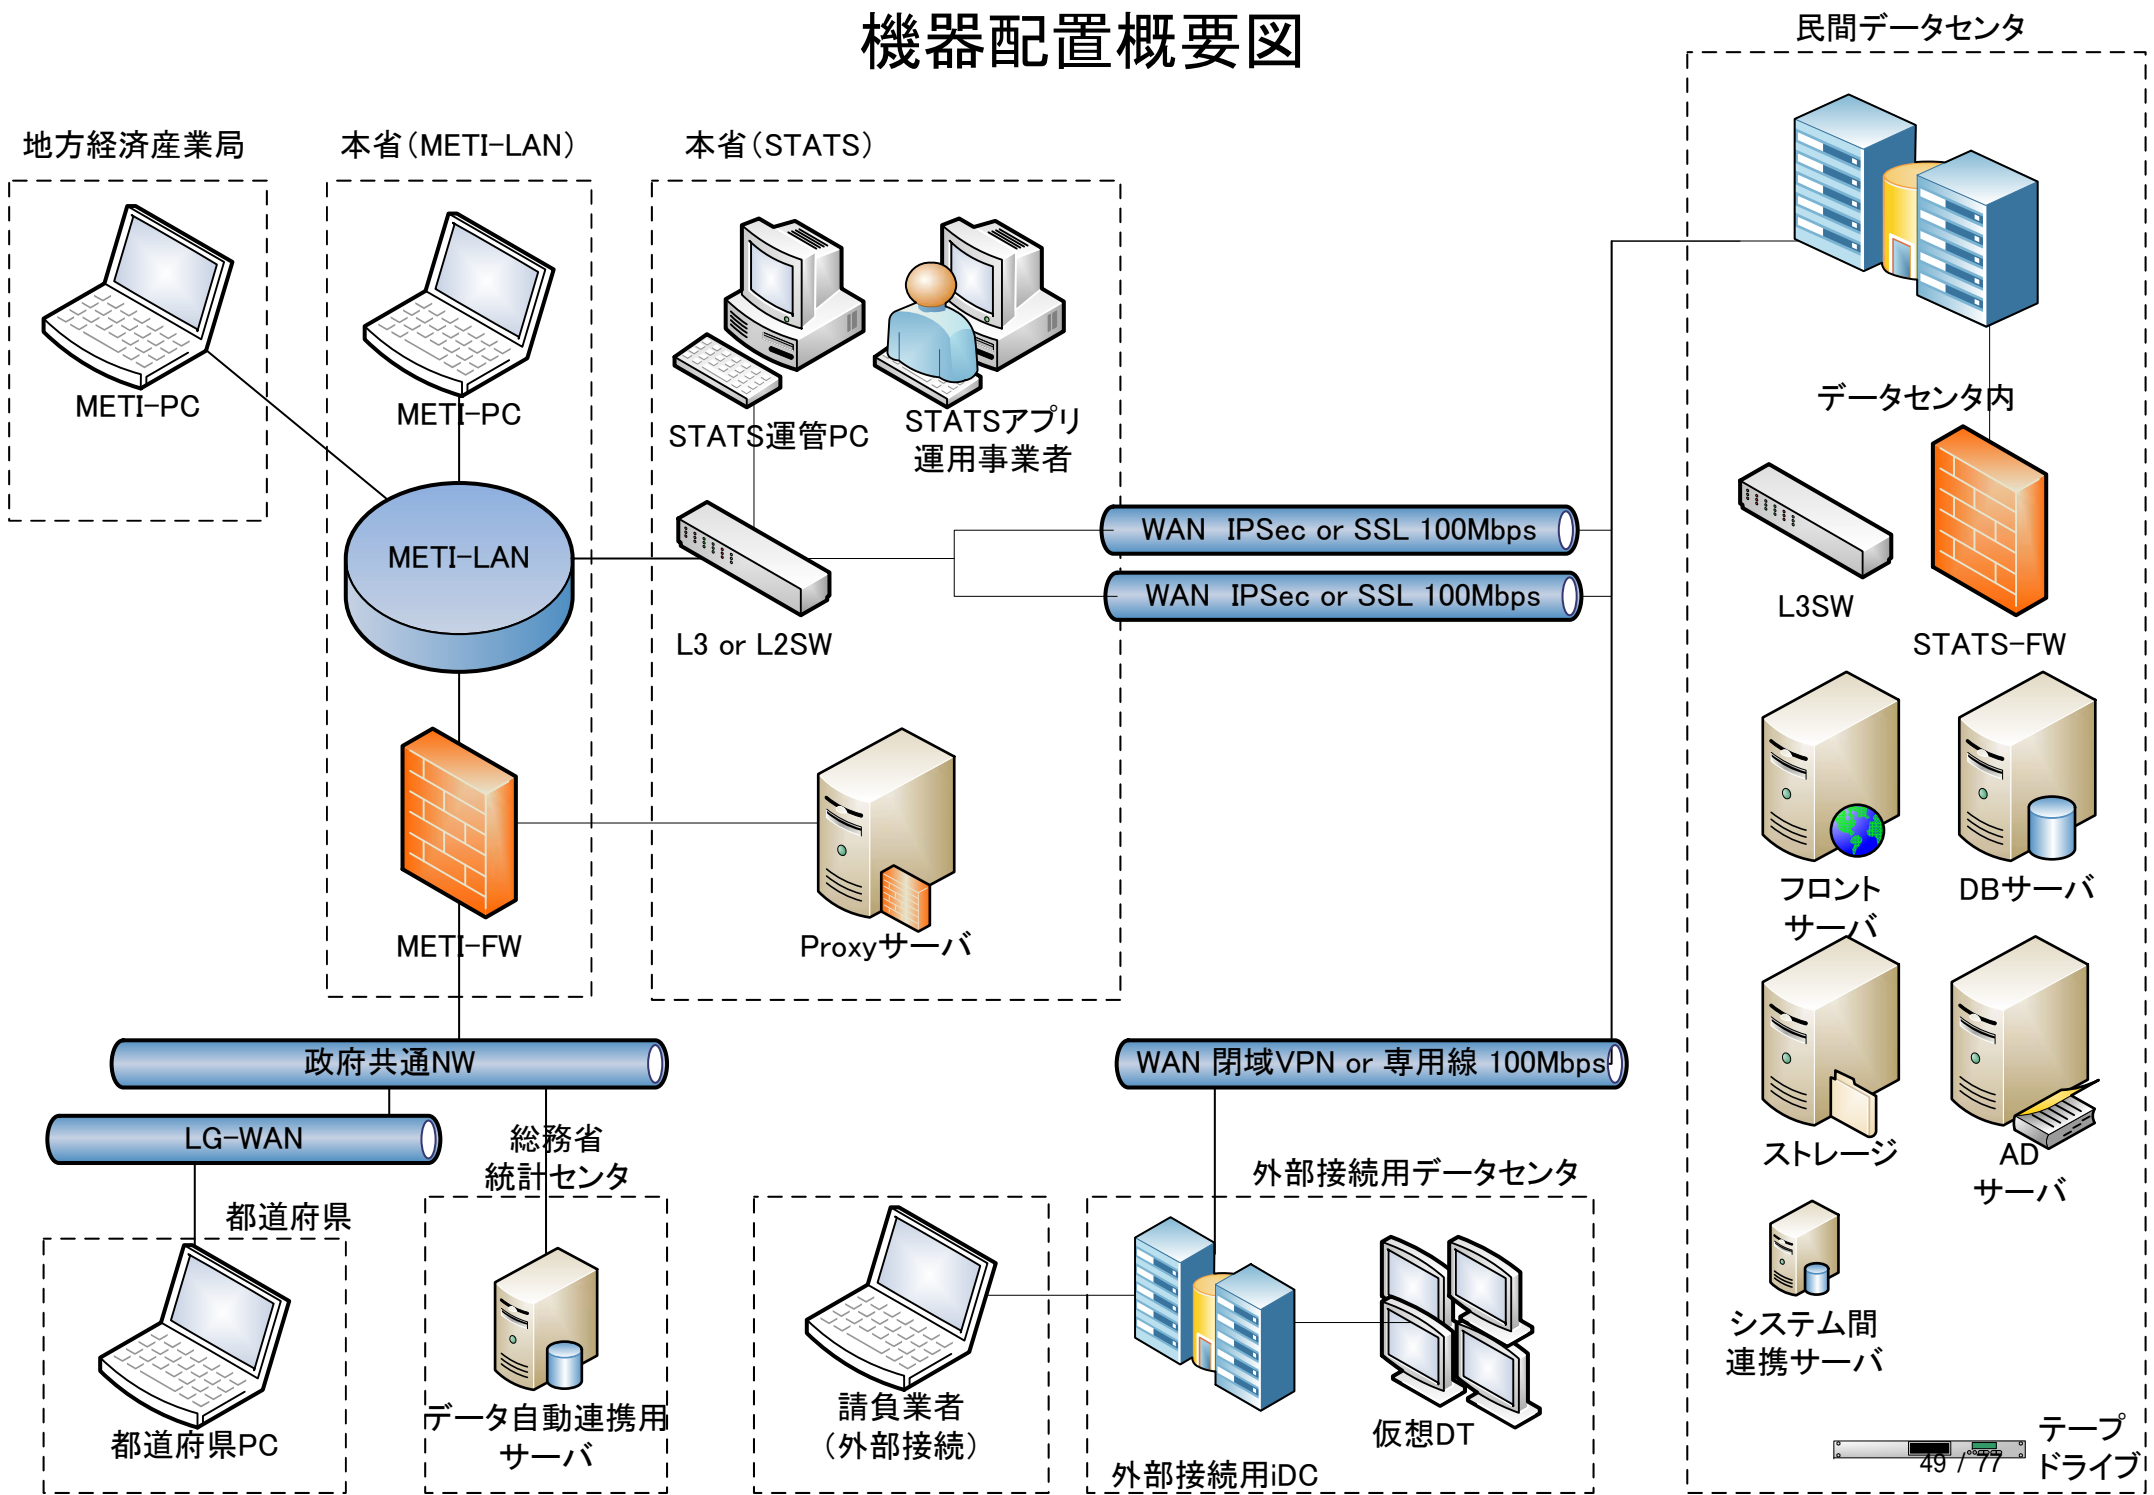 機器配置概要図
民間データセンタ
地方経済産業局
本省（METI-LAN）
本省（STATS）
METI-PC
METI-PC
STATS運管PC
STATSアプリ
運用事業者
データセンタ内
METI-LAN
WAN IPSec or SSL 100Mbps
WAN IPSec or SSL 100Mbps
L3 or L2SW
L3SW
STATS-FW
フロント
サーバ
DBサーバ
METI-FW
Proxyサーバ
政府共通NW
WAN 閉域VPN or 専用線 100Mbps
LG-WAN
総務省
統計センタ
外部接続用データセンタ
ストレージ
AD
サーバ
都道府県
システム間
連携サーバ
都道府県PC
データ自動連携用
サーバ
請負業者
（外部接続）
仮想DT
外部接続用iDC
テープ
ドライブ
49 / 77